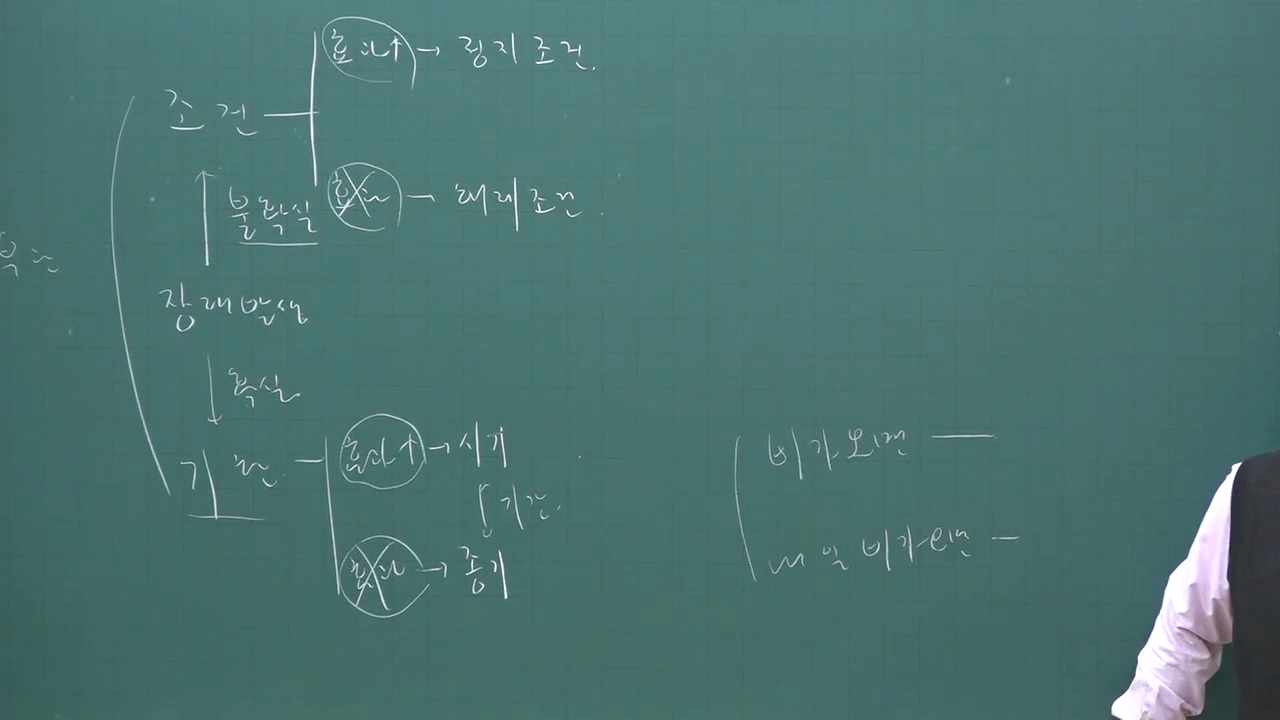 효과↑ → 정지조건.
조건
효과 → 해제조건.
불확실
장래발생
확실
기한
효과↑ → 시기
기간.
효과 → 종기
비가오면 —
내일 비가오면 —